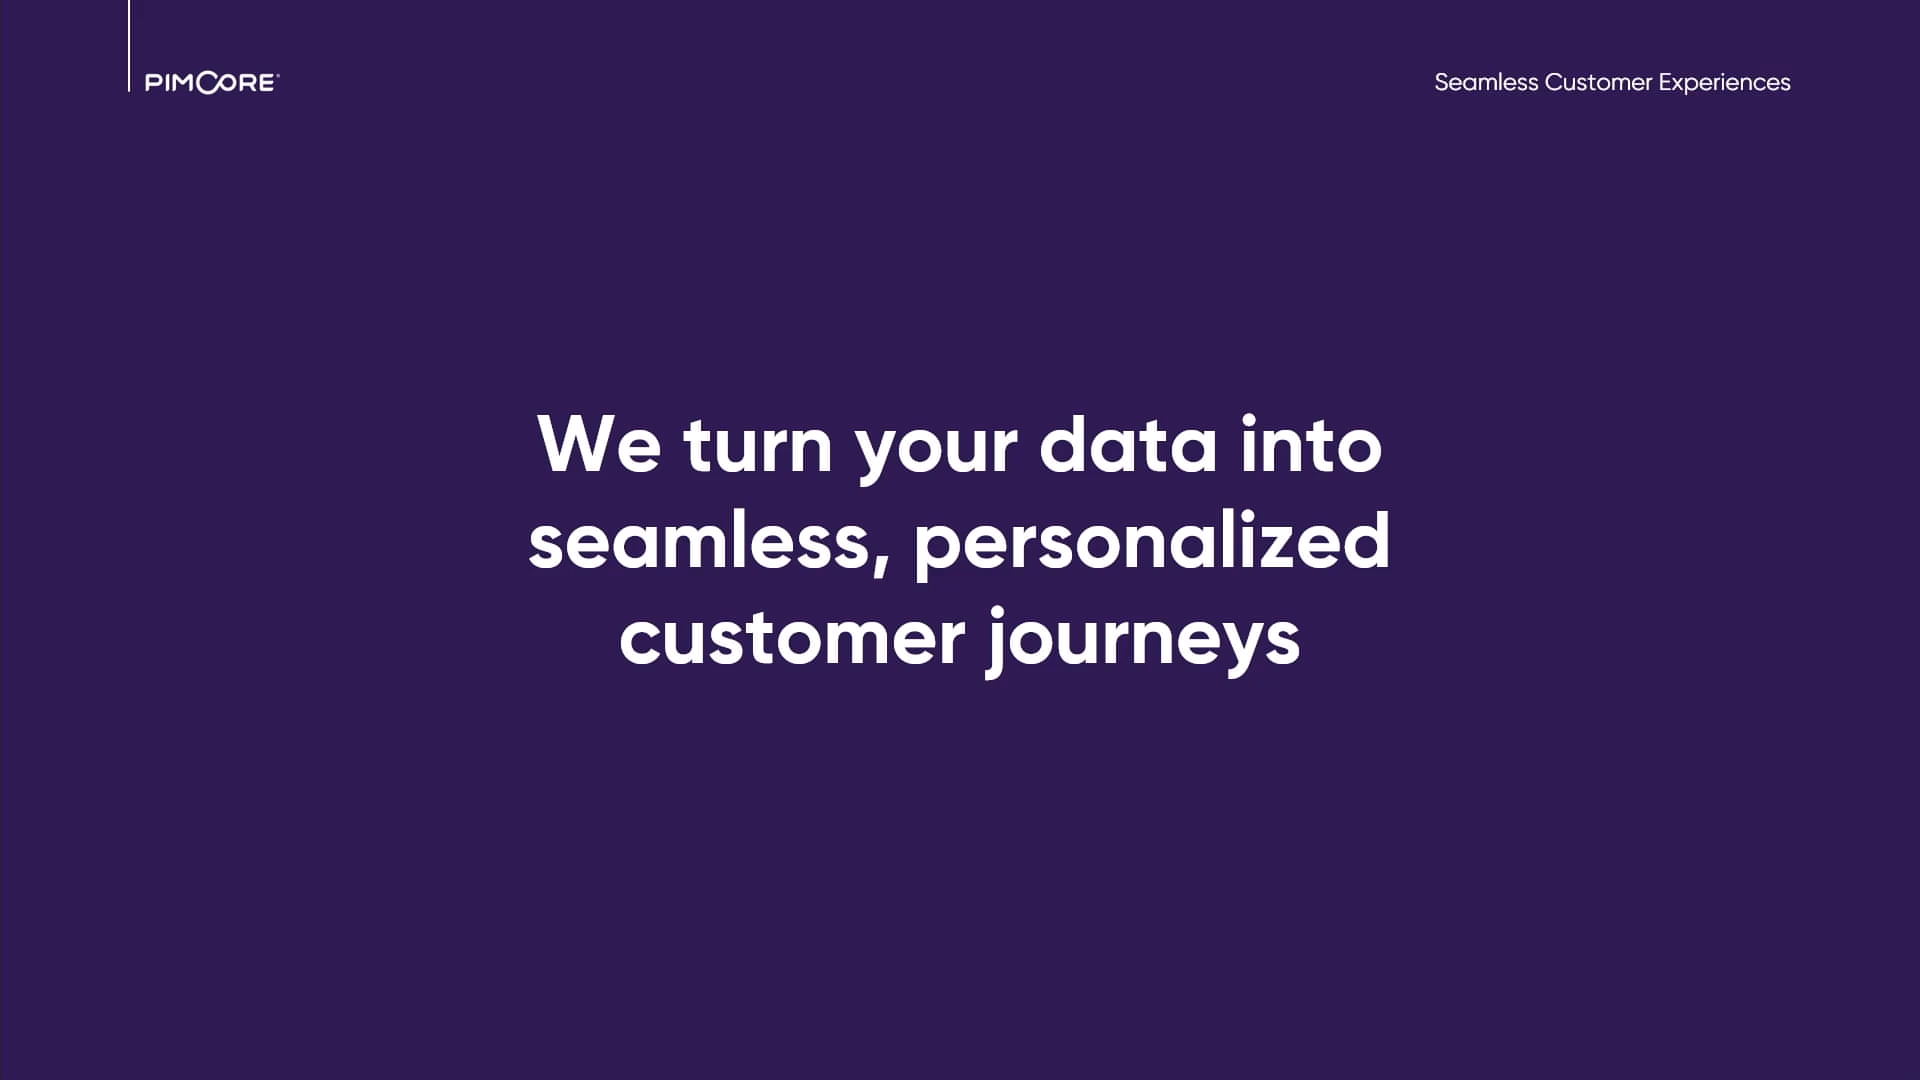 PIMCORE®
Seamless Customer Experiences
We turn your data into
seamless, personalized
customer journeys